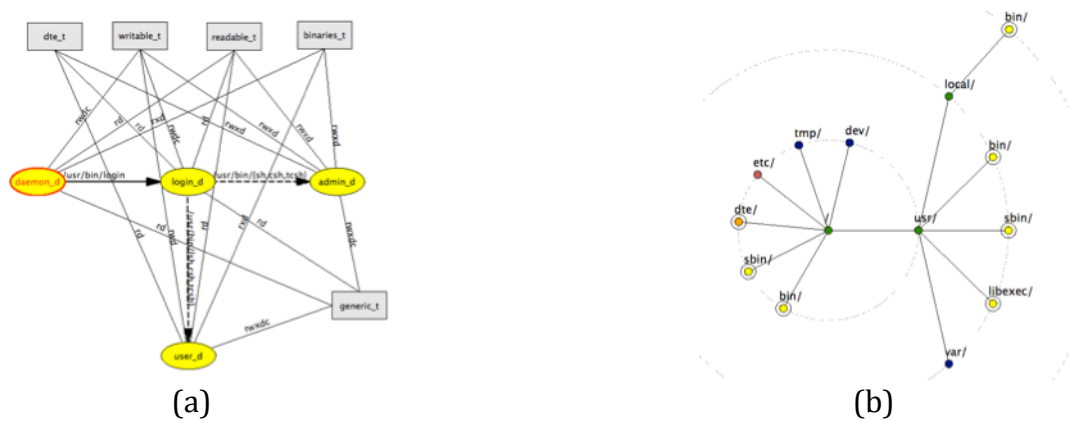 dte_t
writable_t
readable_t
binaries_t
rwdc
rd
rd
rxd
rwdc
rd
rwxd
rwxd
rwxd
rwxd
daemon_d
/usr/bin/login
login_d
/usr/bin/[sh,csh,tcsh]
admin_d
rd
rwd
rd
rxd
rd
rd
rwxdc
generic_t
rwxdc
user_d
(a)
bin/
local/
tmp/
dev/
bin/
etc/
dte/
/
usr/
sbin/
sbin/
bin/
libexec/
var/
(b)